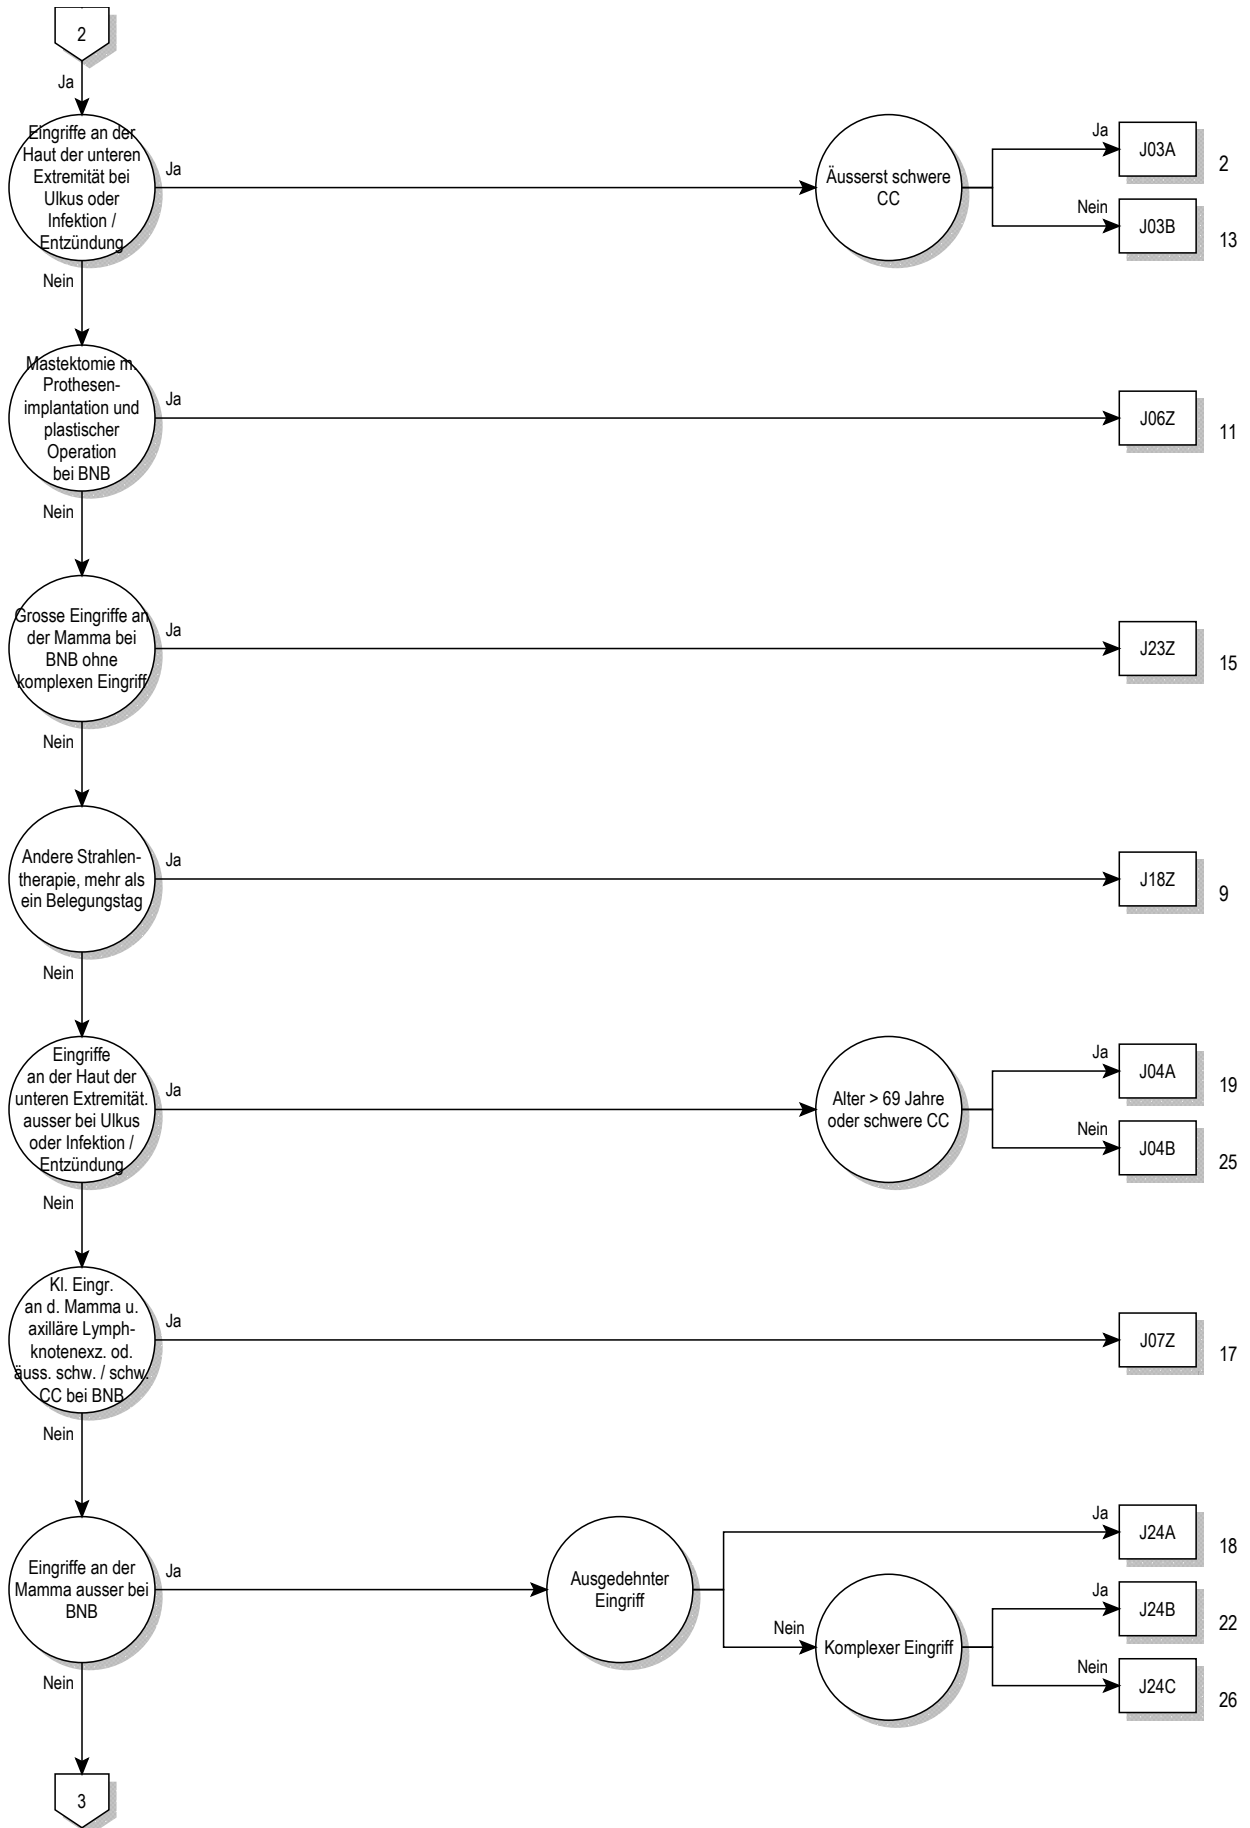 2
Ja
Eingriffe an der
Haut der unteren
Extremität bei
Ulkus oder
Infektion /
Entzündung
Ja
Äusserst schwere
CC
Ja
J03A
2
Nein
J03B
13
Nein
Mastektomie m.
Prothesen-
implantation und
plastischer
Operation
bei BNB
Ja
J06Z
11
Nein
Grosse Eingriffe an
der Mamma bei
BNB ohne
komplexen Eingriff
Ja
J23Z
15
Nein
Andere Strahlen-
therapie, mehr als
ein Belegungstag
Ja
J18Z
9
Nein
Eingriffe
an der Haut der
unteren Extremität.
ausser bei Ulkus
oder Infektion /
Entzündung
Ja
Alter > 69 Jahre
oder schwere CC
Ja
J04A
19
Nein
J04B
25
Nein
Kl. Eingr.
an d. Mamma u.
axilläre Lymph-
knotenexz. od.
äuss. schw. / schw.
CC bei BNB
Ja
J07Z
17
Nein
Eingriffe an der
Mamma ausser bei
BNB
Ja
Ausgedehnter
Eingriff
Ja
J24A
18
Nein
Komplexer Eingriff
Ja
J24B
22
Nein
J24C
26
Nein
3